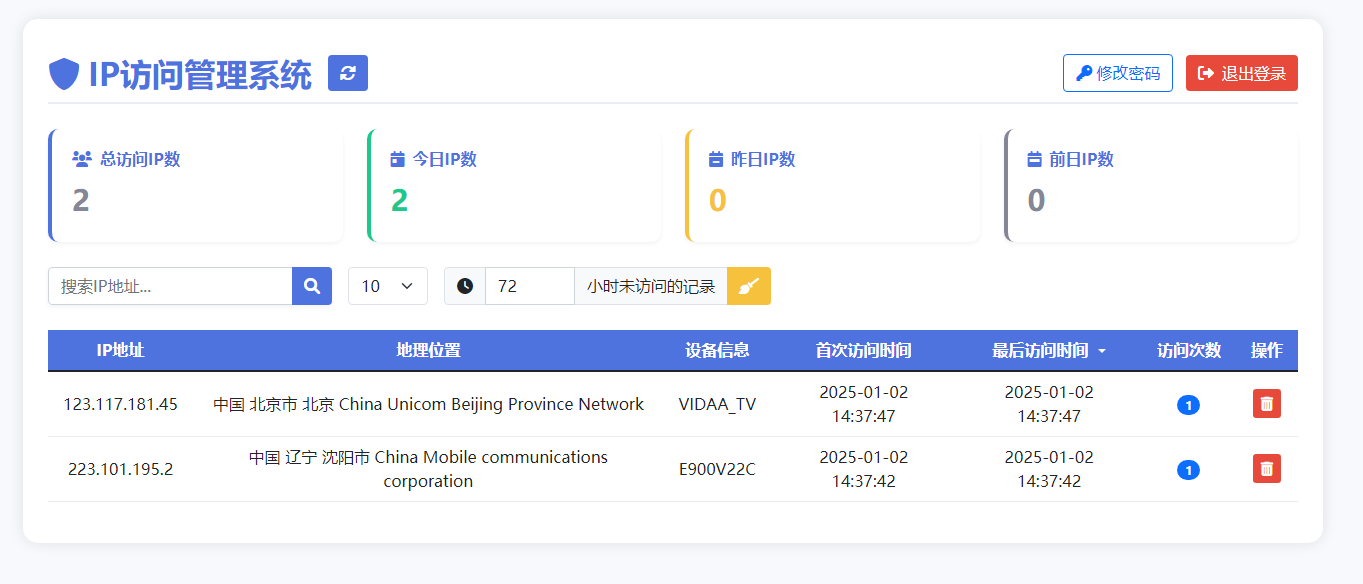 IP访问管理系统
修改密码
退出登录
总访问IP数
2
今日IP数
2
昨日IP数
0
前日IP数
0
搜索IP地址...
10
72
小时未访问的记录
IP地址 地理位置 设备信息 首次访问时间 最后访问时间 访问次数 操作
123.117.181.45 中国 北京市 北京 China Unicom Beijing Province Network VIDAA_TV 2025-01-02 2025-01-02 1
14:37:47 14:37:47
223.101.195.2 中国 辽宁 沈阳市 China Mobile communications E900V22C 2025-01-02 2025-01-02 1
corporation 14:37:42 14:37:42